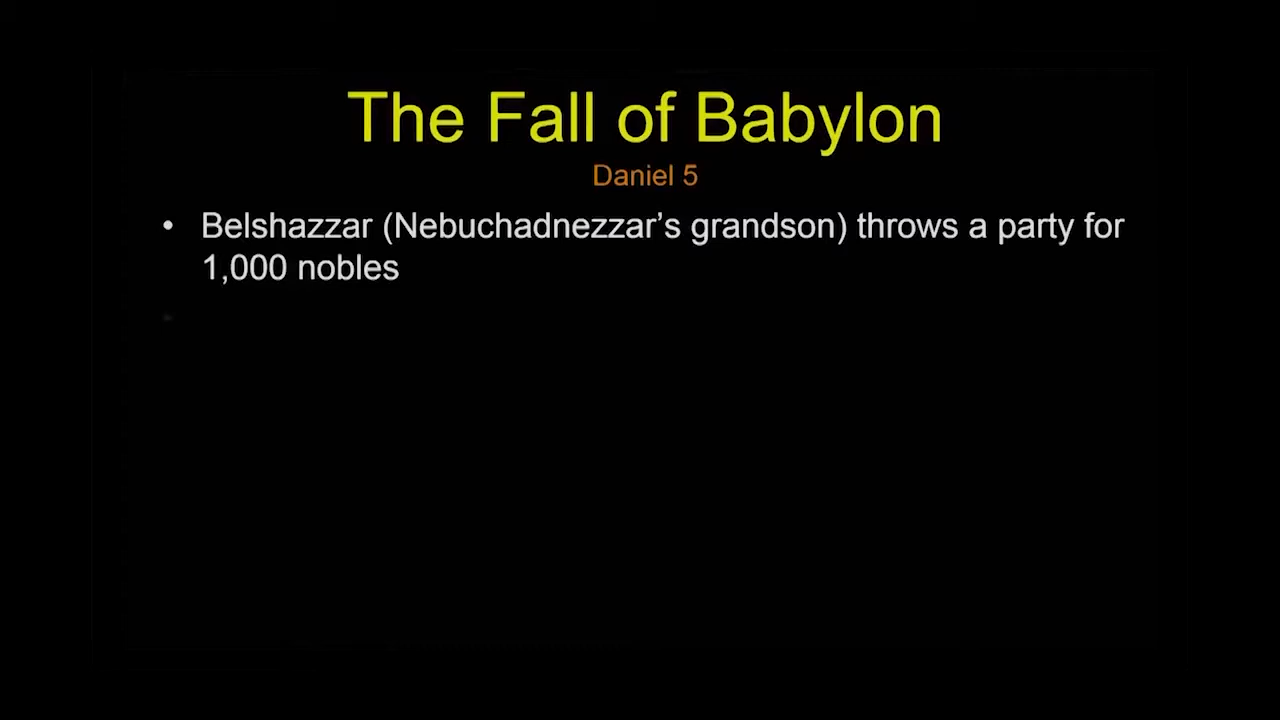 The Fall of Babylon
Daniel 5
• Belshazzar (Nebuchadnezzar’s grandson) throws a party for
1,000 nobles